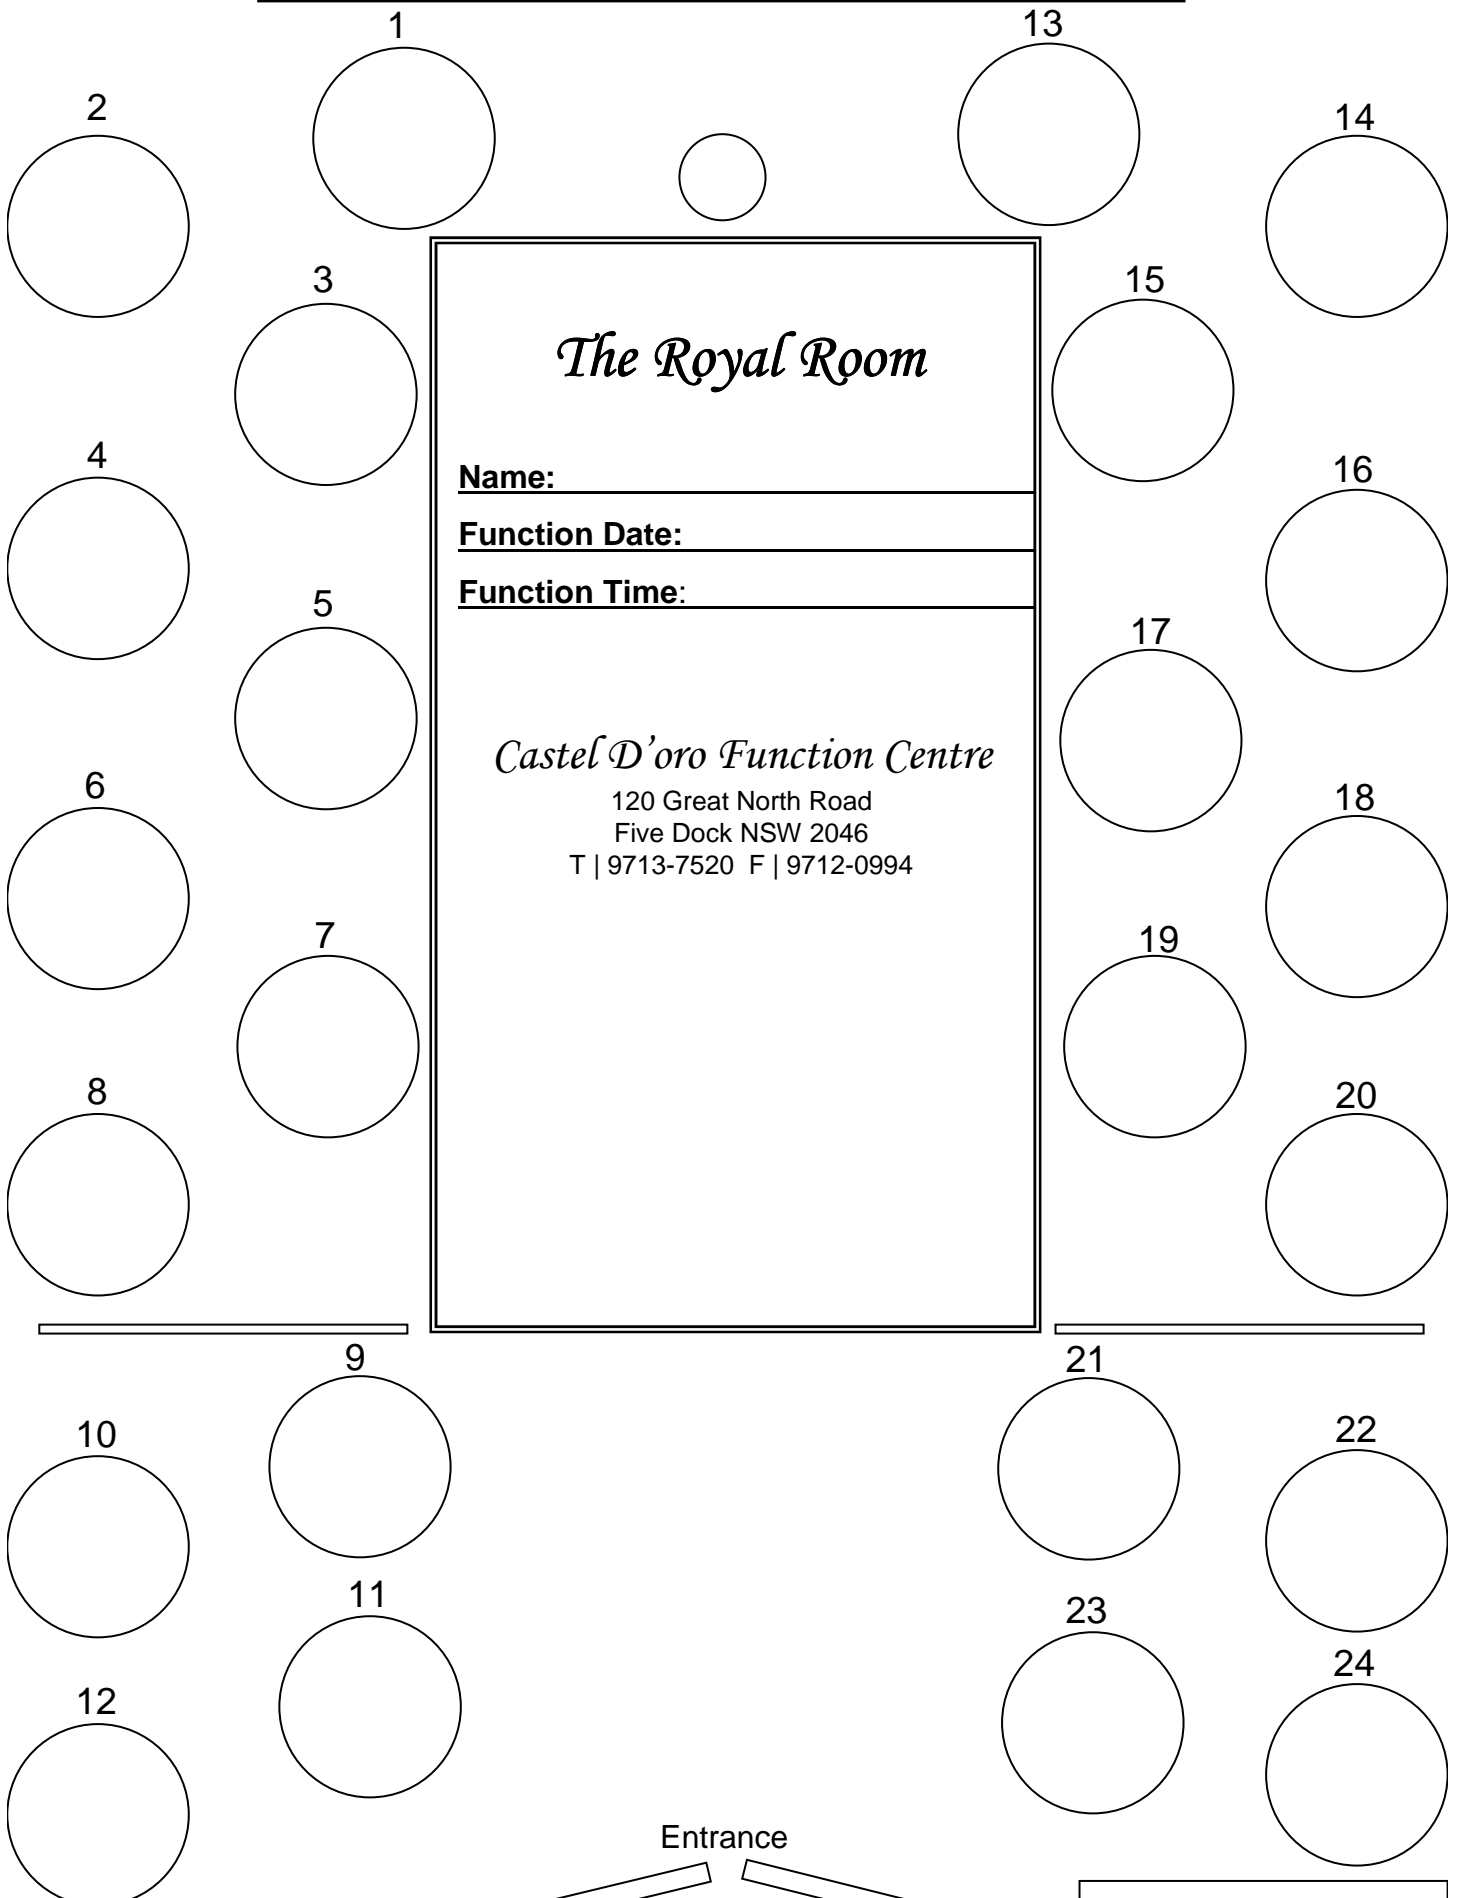 1
13
2
14
3
15
The Royal Room
4
16
Name:
Function Date:
Function Time:
5
17
Castel D’oro Function Centre
120 Great North Road
Five Dock NSW 2046
T | 9713-7520  F | 9712-0994
6
18
7
19
8
20
9
21
10
22
11
23
12
24
Entrance